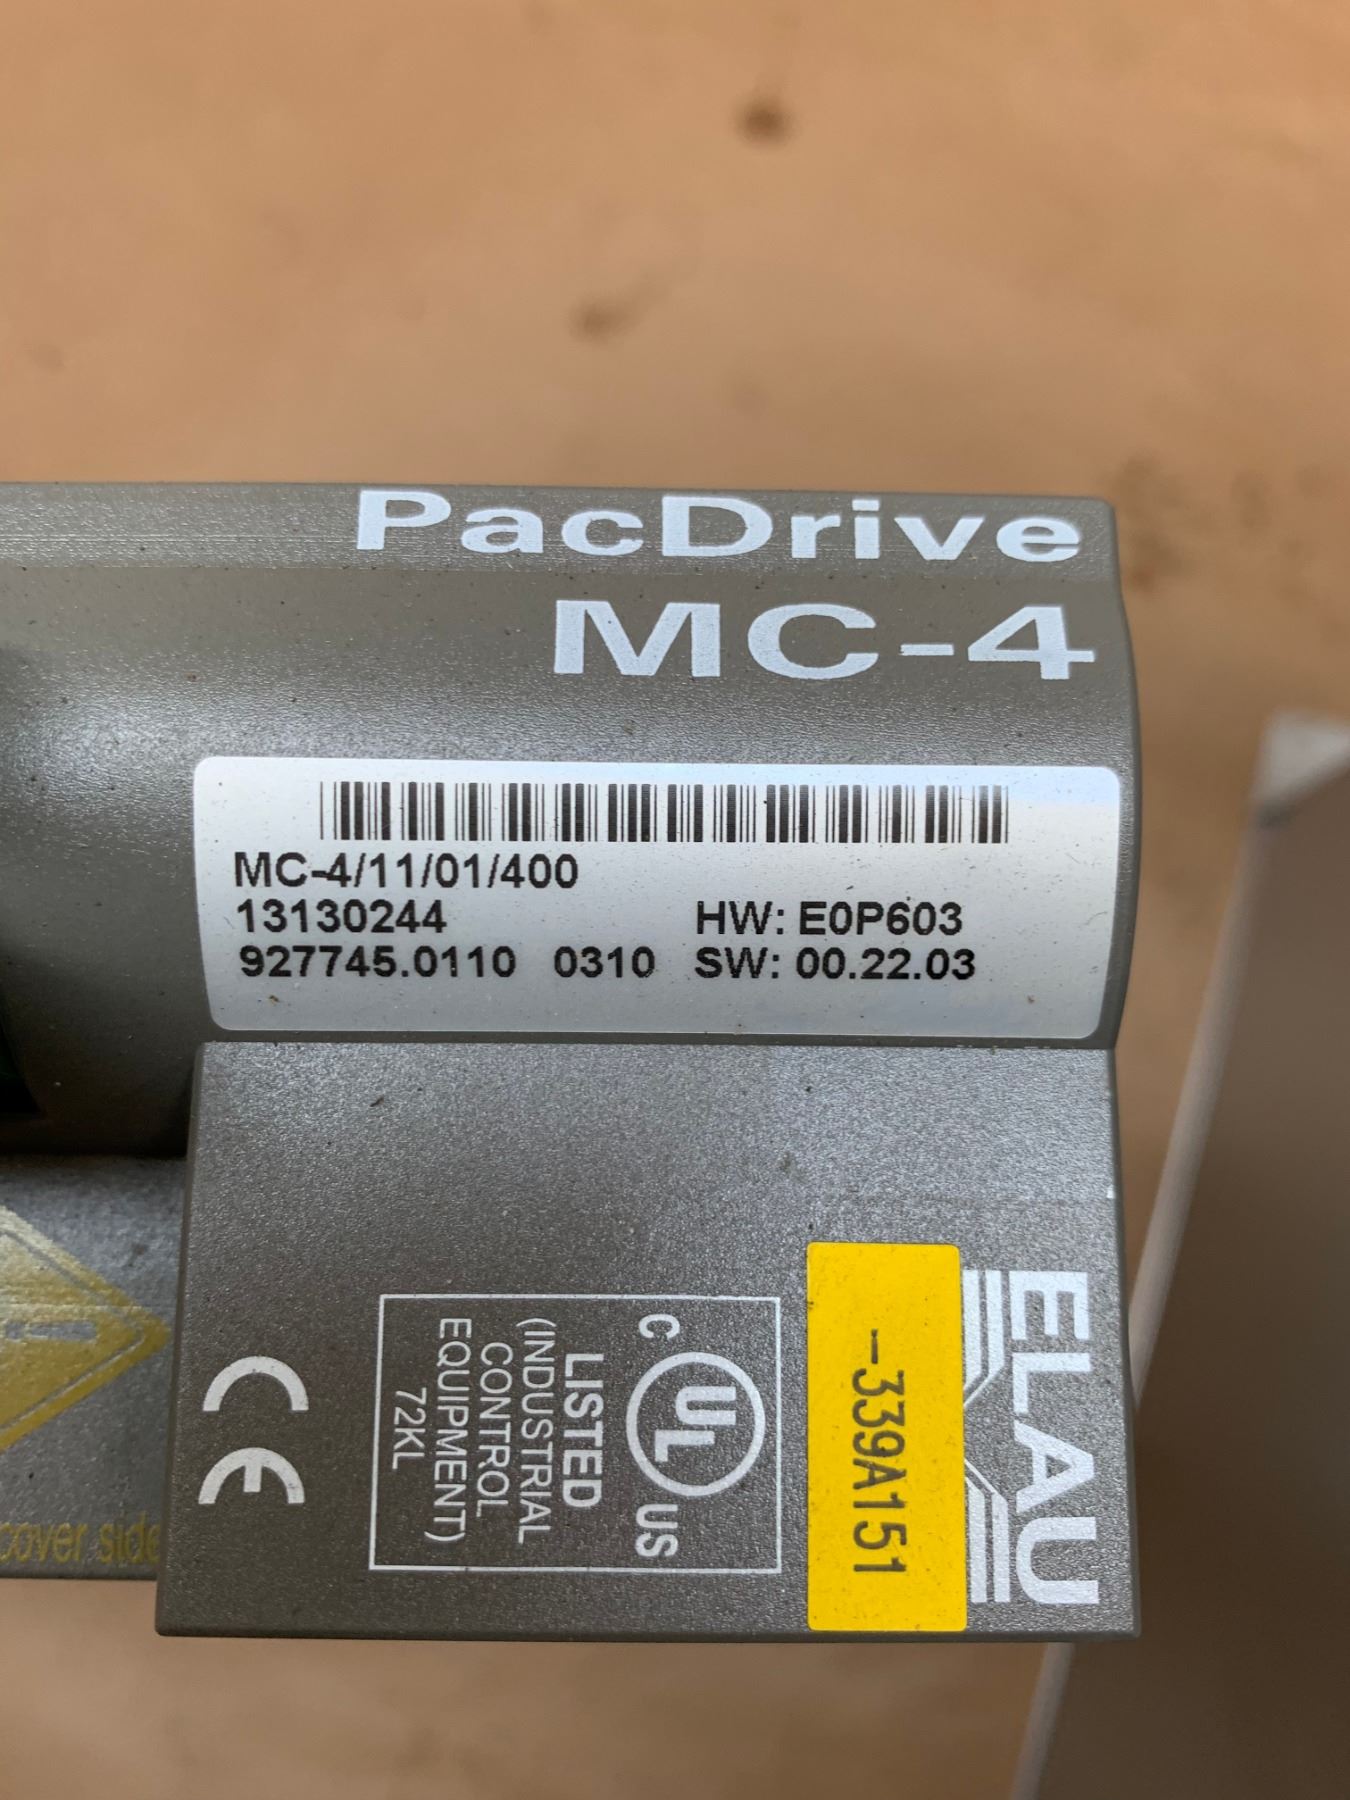 PacDrive
MC-4
MC-4/11/01/400
13130244 HW: E0P603
927745.0110 0310 SW: 00.22.03
ELAU
-339A151
C UL US
LISTED
(INDUSTRIAL
CONTROL
EQUIPMENT)
72KL
CE
cover side